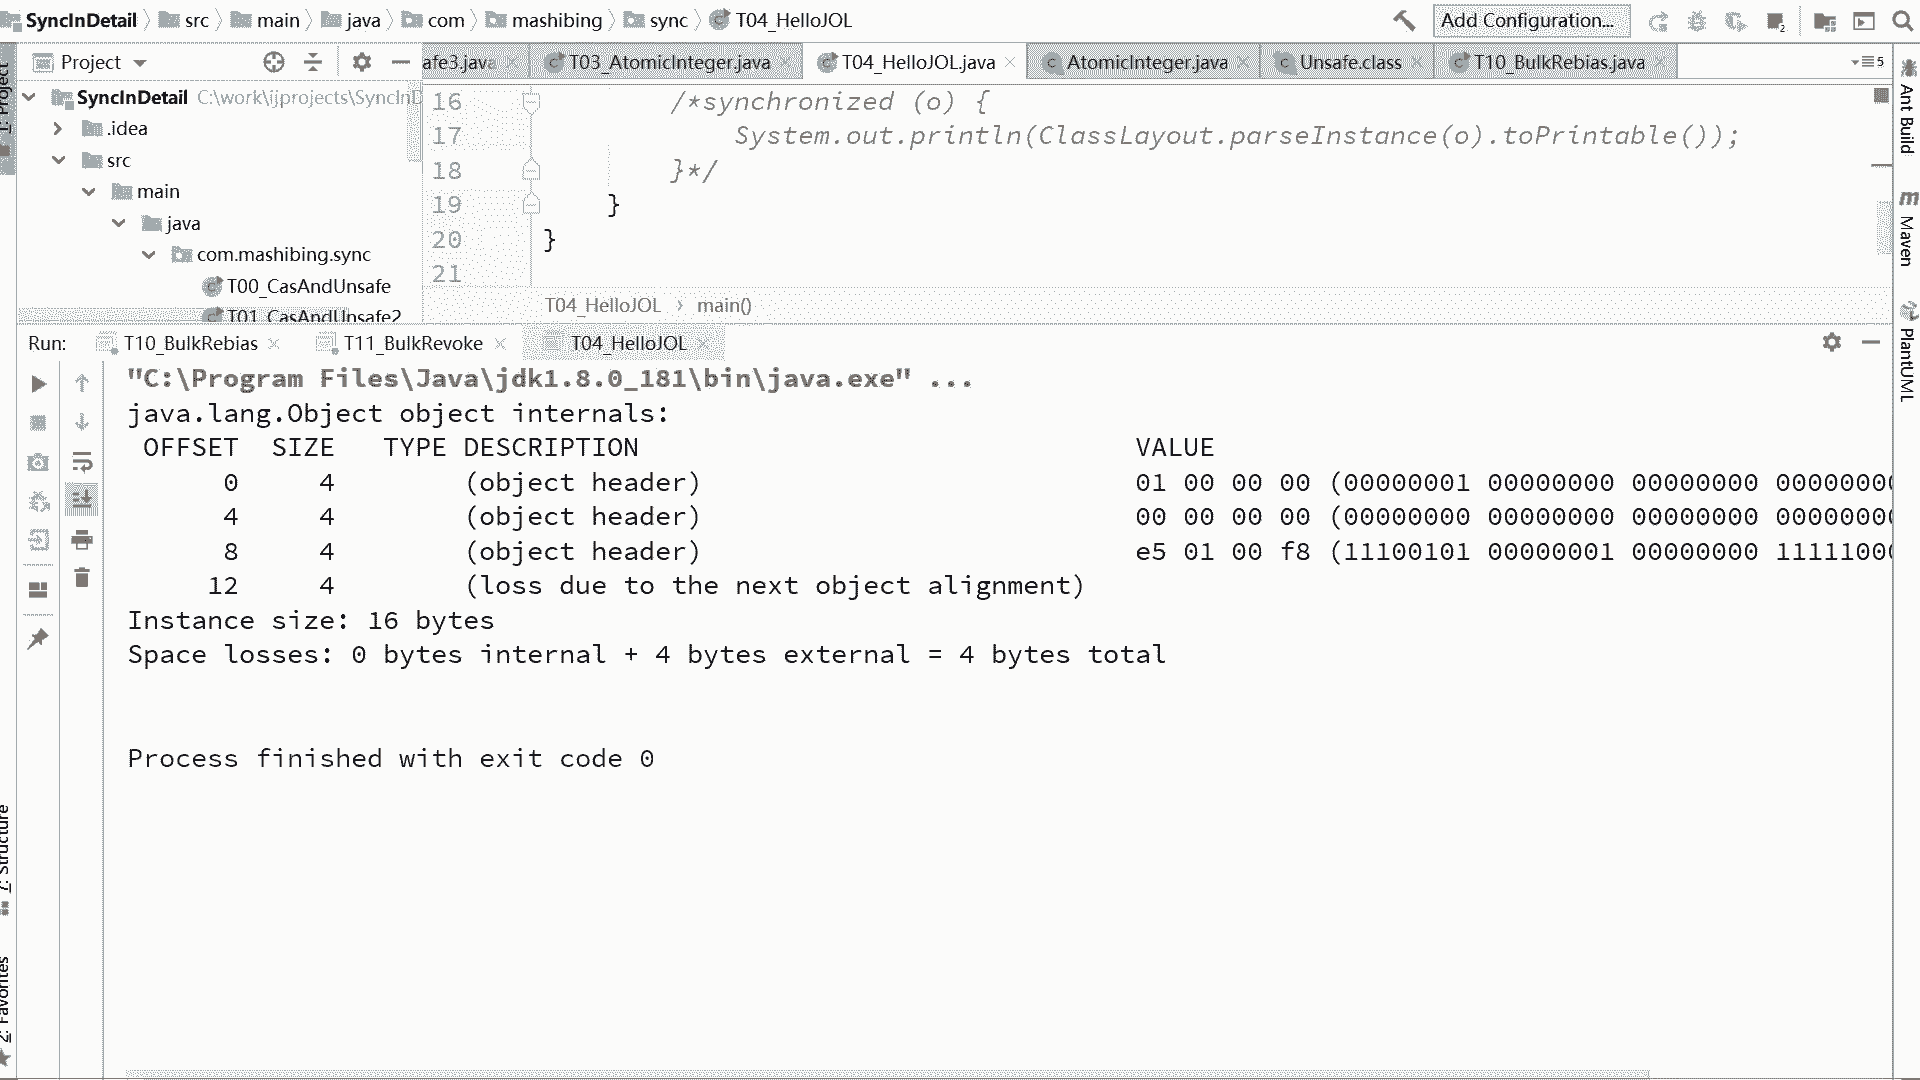 SyncInDetail src main java com mashibing sync T04_HelloJOL Add Configuration...
Project afe3.java T03_AtomicInteger.java T04_HelloJOL.java AtomicInteger.java Unsafe.class T10_BulkRebias.java 5
SyncInDetail C:\work\ijprojects\SyncInD
.idea
src
main
java
com.mashibing.sync
T00_CasAndUnsafe
T01_CasAndUnsafe2
16 /*synchronized (o) {
17 System.out.println(ClassLayout.parseInstance(o).toPrintable());
18 }*/
19 }
20 }
21
T04_HelloJOL main()
Run: T10_BulkRebias T11_BulkRevoke T04_HelloJOL
"C:\Program Files\Java\jdk1.8.0_181\bin\java.exe" ...
java.lang.Object object internals:
OFFSET SIZE TYPE DESCRIPTION VALUE
0 4 (object header) 01 00 00 00 (00000001 00000000 00000000 00000000
4 4 (object header) 00 00 00 00 (00000000 00000000 00000000 00000000
8 4 (object header) e5 01 00 f8 (11100101 00000001 00000000 11111000
12 4 (loss due to the next object alignment)
Instance size: 16 bytes
Space losses: 0 bytes internal + 4 bytes external = 4 bytes total
Process finished with exit code 0
1: Project
7: Structure
2: Favorites
Ant Build
Maven
PlantUML